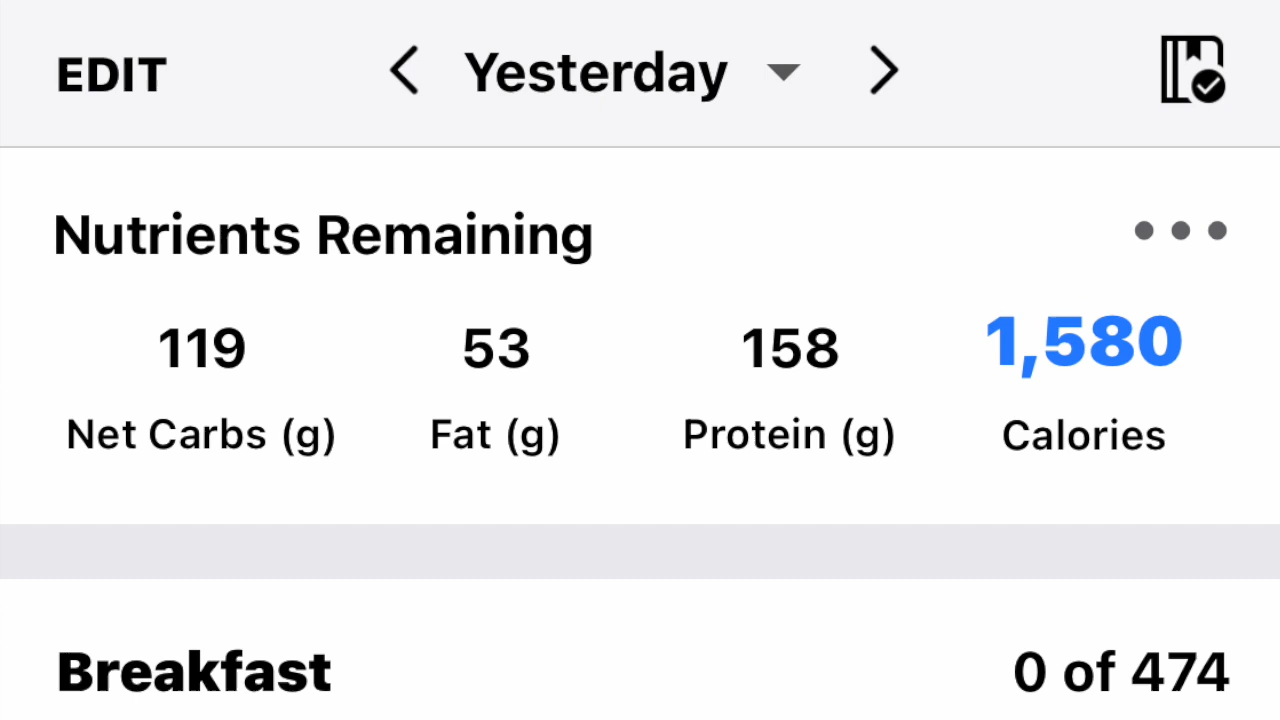 EDIT Yesterday
Nutrients Remaining
119 53 158 1,580
Net Carbs (g) Fat (g) Protein (g) Calories
Breakfast 0 of 474